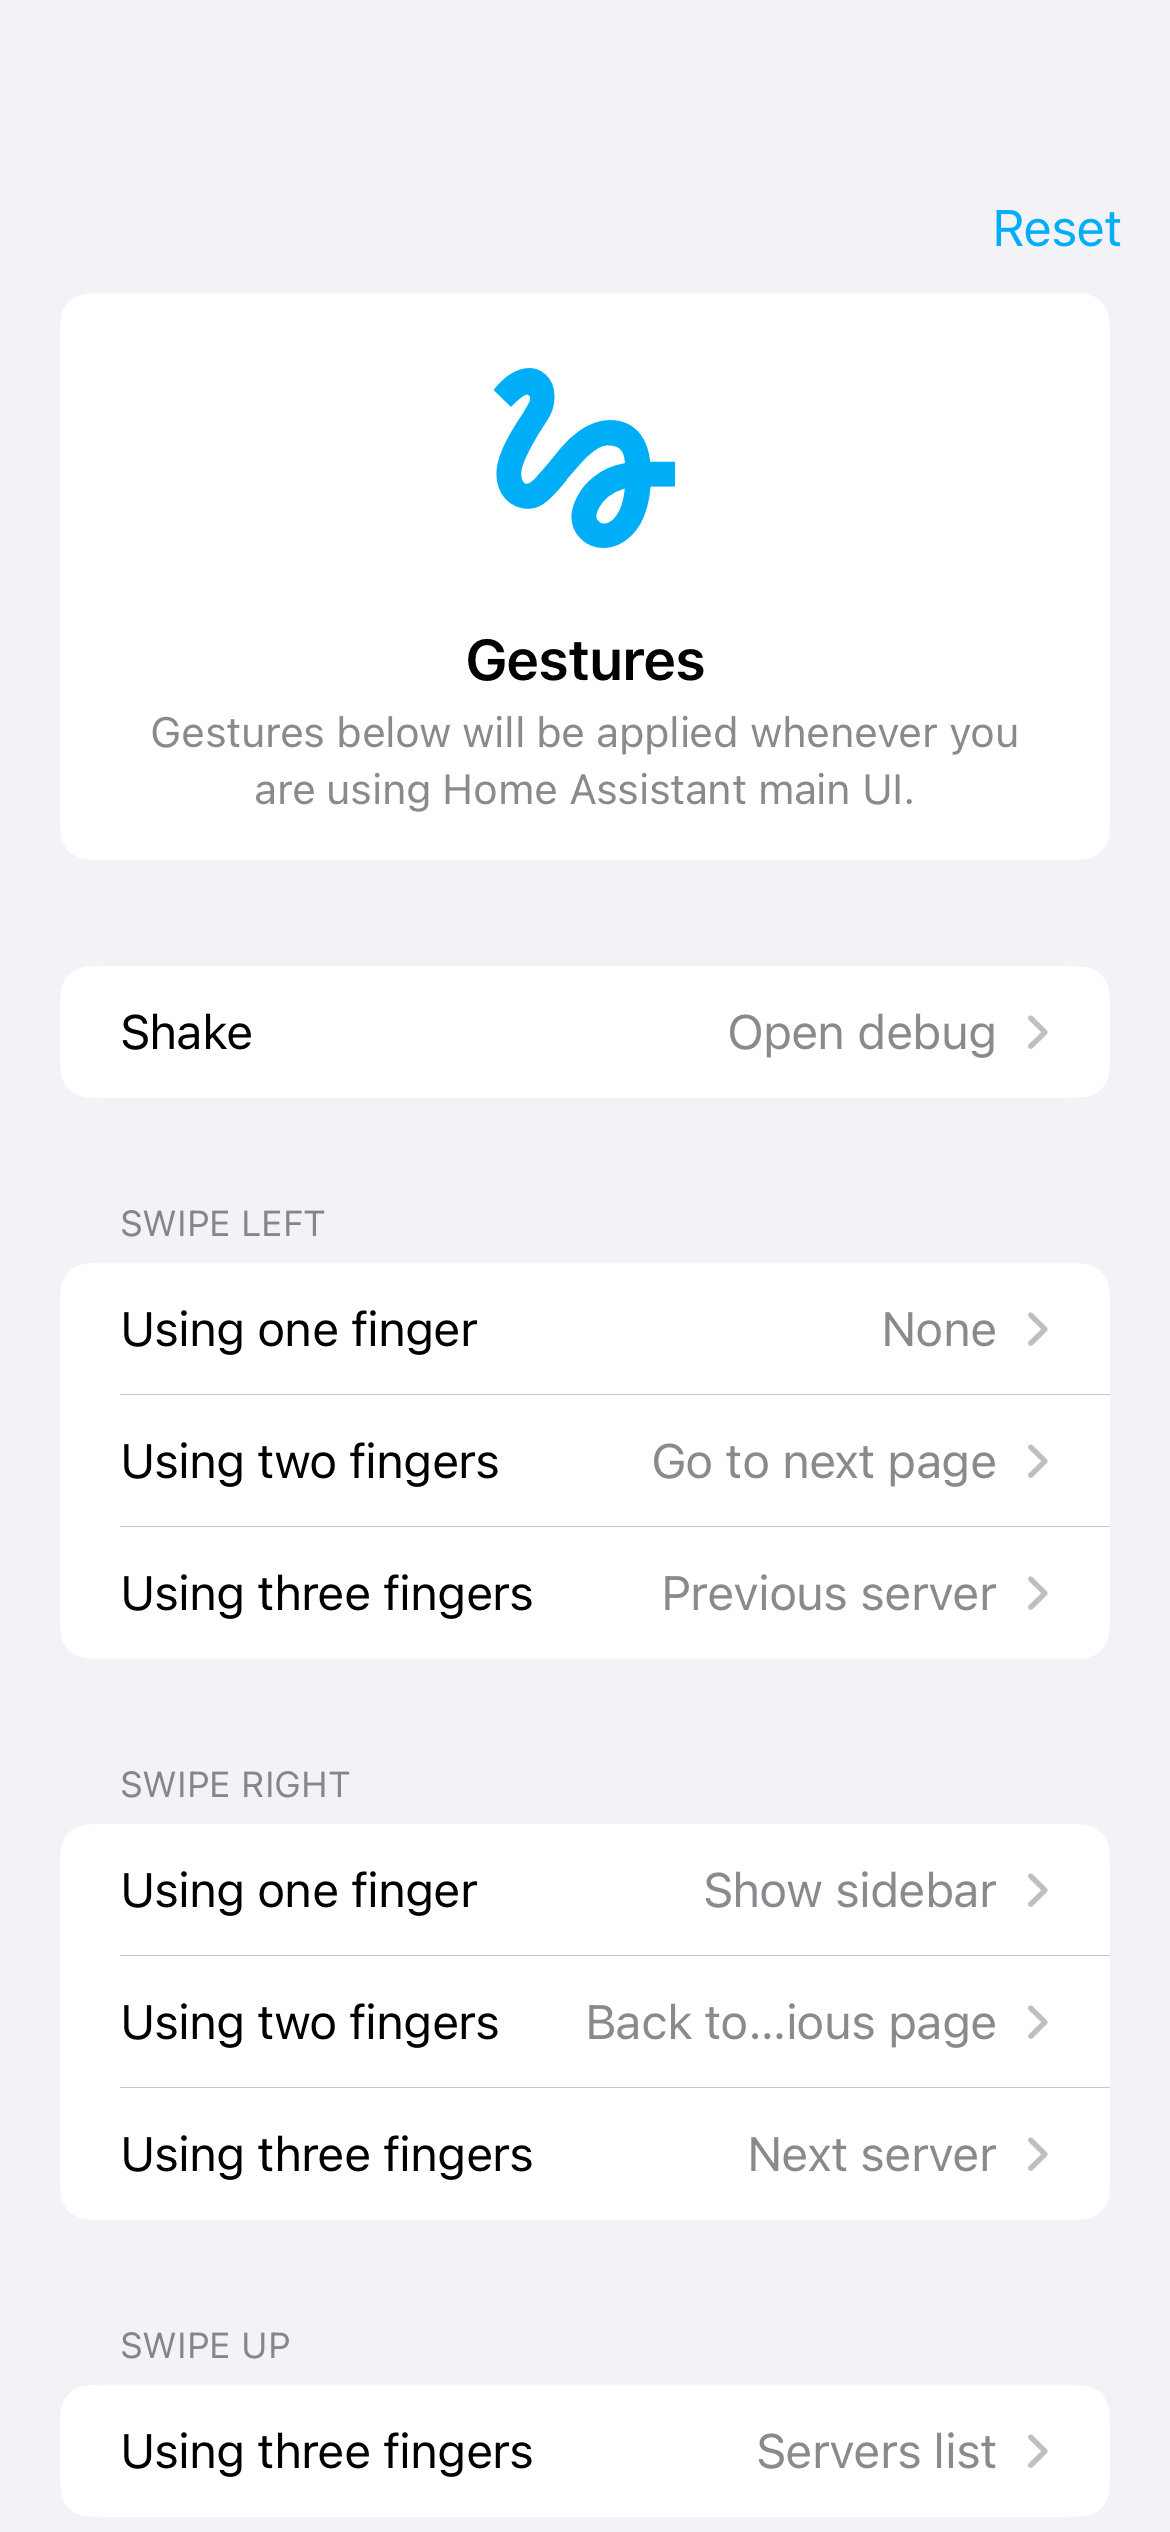 Reset
Gestures
Gestures below will be applied whenever you
are using Home Assistant main UI.
Shake Open debug
SWIPE LEFT
Using one finger None
Using two fingers Go to next page
Using three fingers Previous server
SWIPE RIGHT
Using one finger Show sidebar
Using two fingers Back to...ious page
Using three fingers Next server
SWIPE UP
Using three fingers Servers list